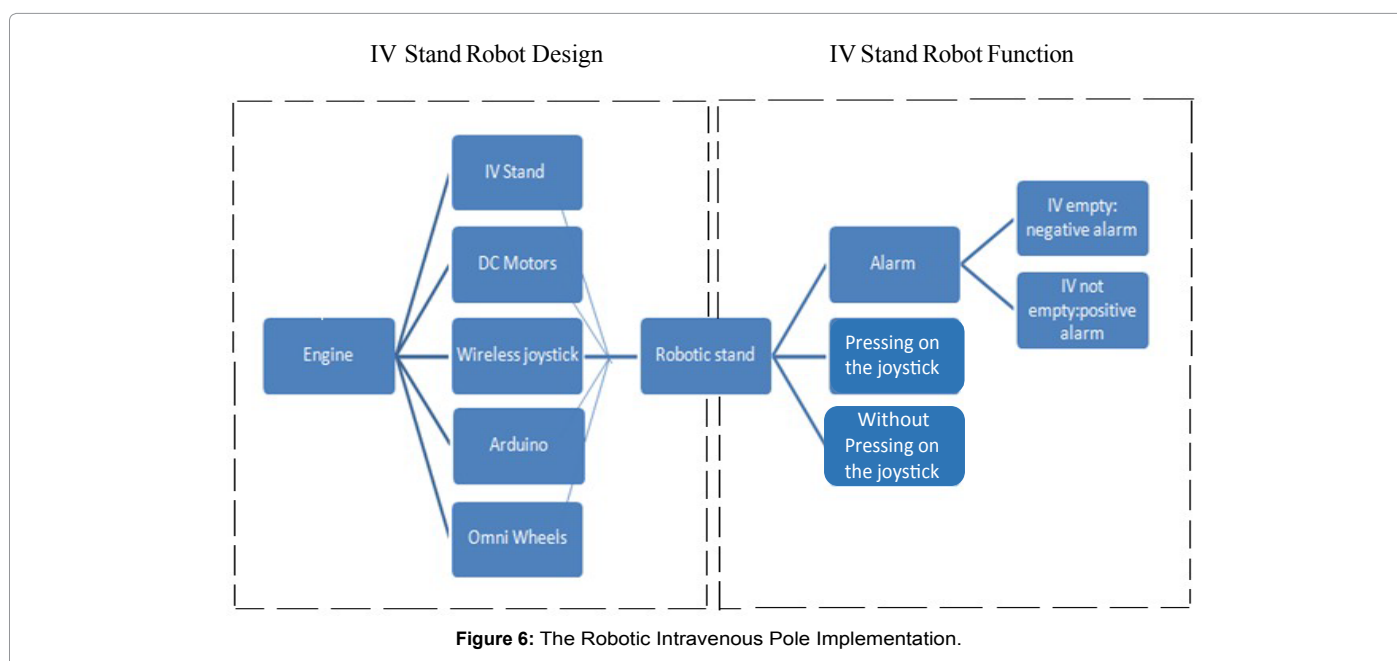 IV Stand Robot Design
IV Stand Robot Function
IV Stand
DC Motors
Engine
Wireless joystick
Arduino
Omni Wheels
Robotic stand
Alarm
IV empty:
negative alarm
IV not
empty:positive
alarm
Pressing on
the joystick
Without
Pressing on
the joystick
Figure 6: The Robotic Intravenous Pole Implementation.